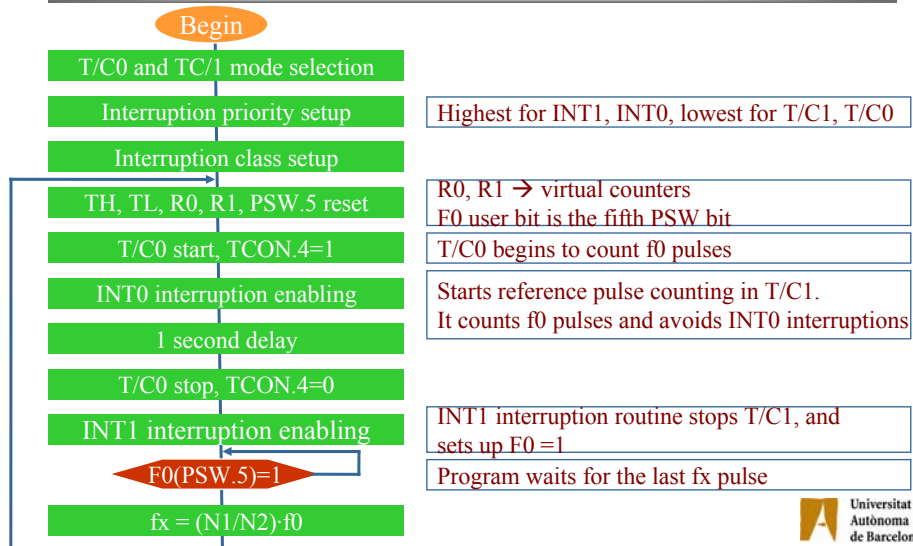 Begin
T/C0 and TC/1 mode selection
Interruption priority setup
Highest for INT1, INT0, lowest for T/C1, T/C0
Interruption class setup
TH, TL, R0, R1, PSW.5 reset
R0, R1 → virtual counters
F0 user bit is the fifth PSW bit
T/C0 start, TCON.4=1
T/C0 begins to count f0 pulses
INT0 interruption enabling
Starts reference pulse counting in T/C1.
It counts f0 pulses and avoids INT0 interruptions
1 second delay
T/C0 stop, TCON.4=0
INT1 interruption enabling
INT1 interruption routine stops T/C1, and
sets up F0 =1
F0(PSW.5)=1
Program waits for the last fx pulse
fx = (N1/N2)·f0
Universitat
Autònoma
de Barcelon